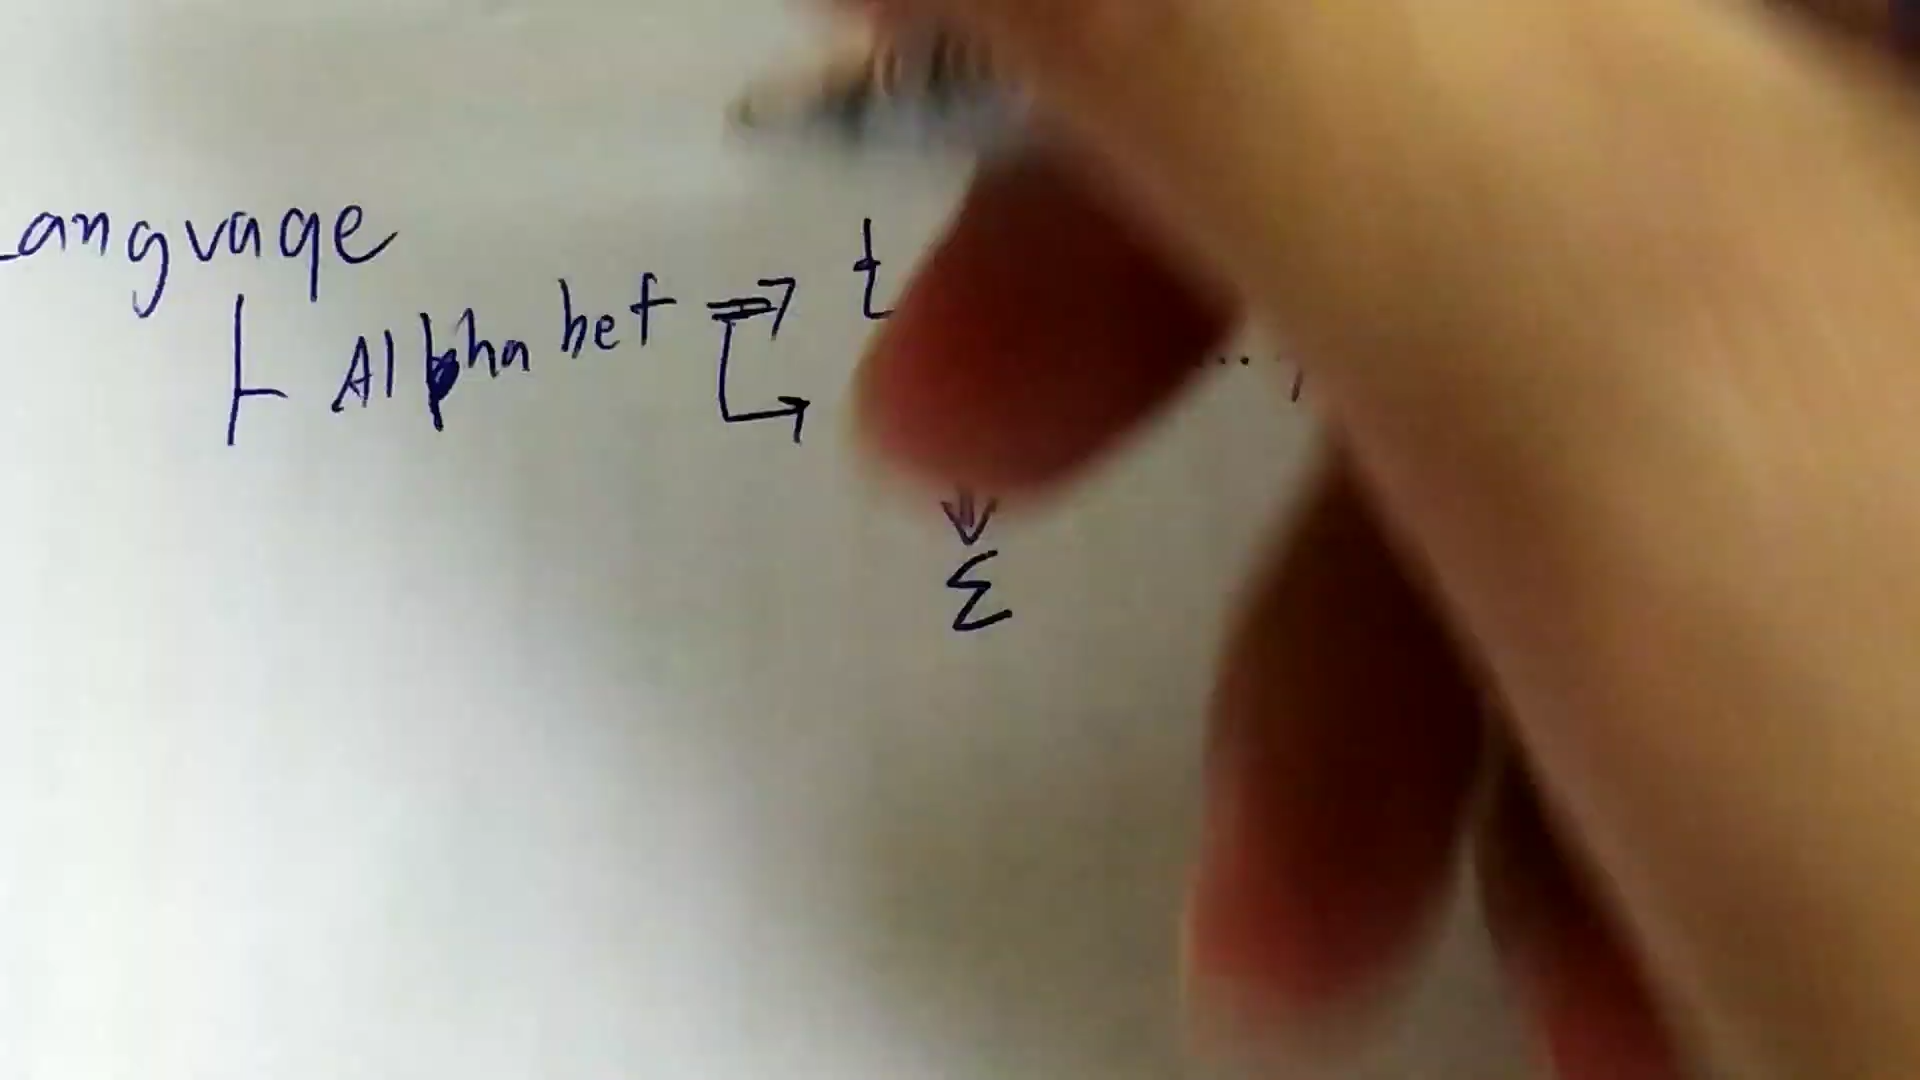 anguage
Alphabet ⇒ t
Σ